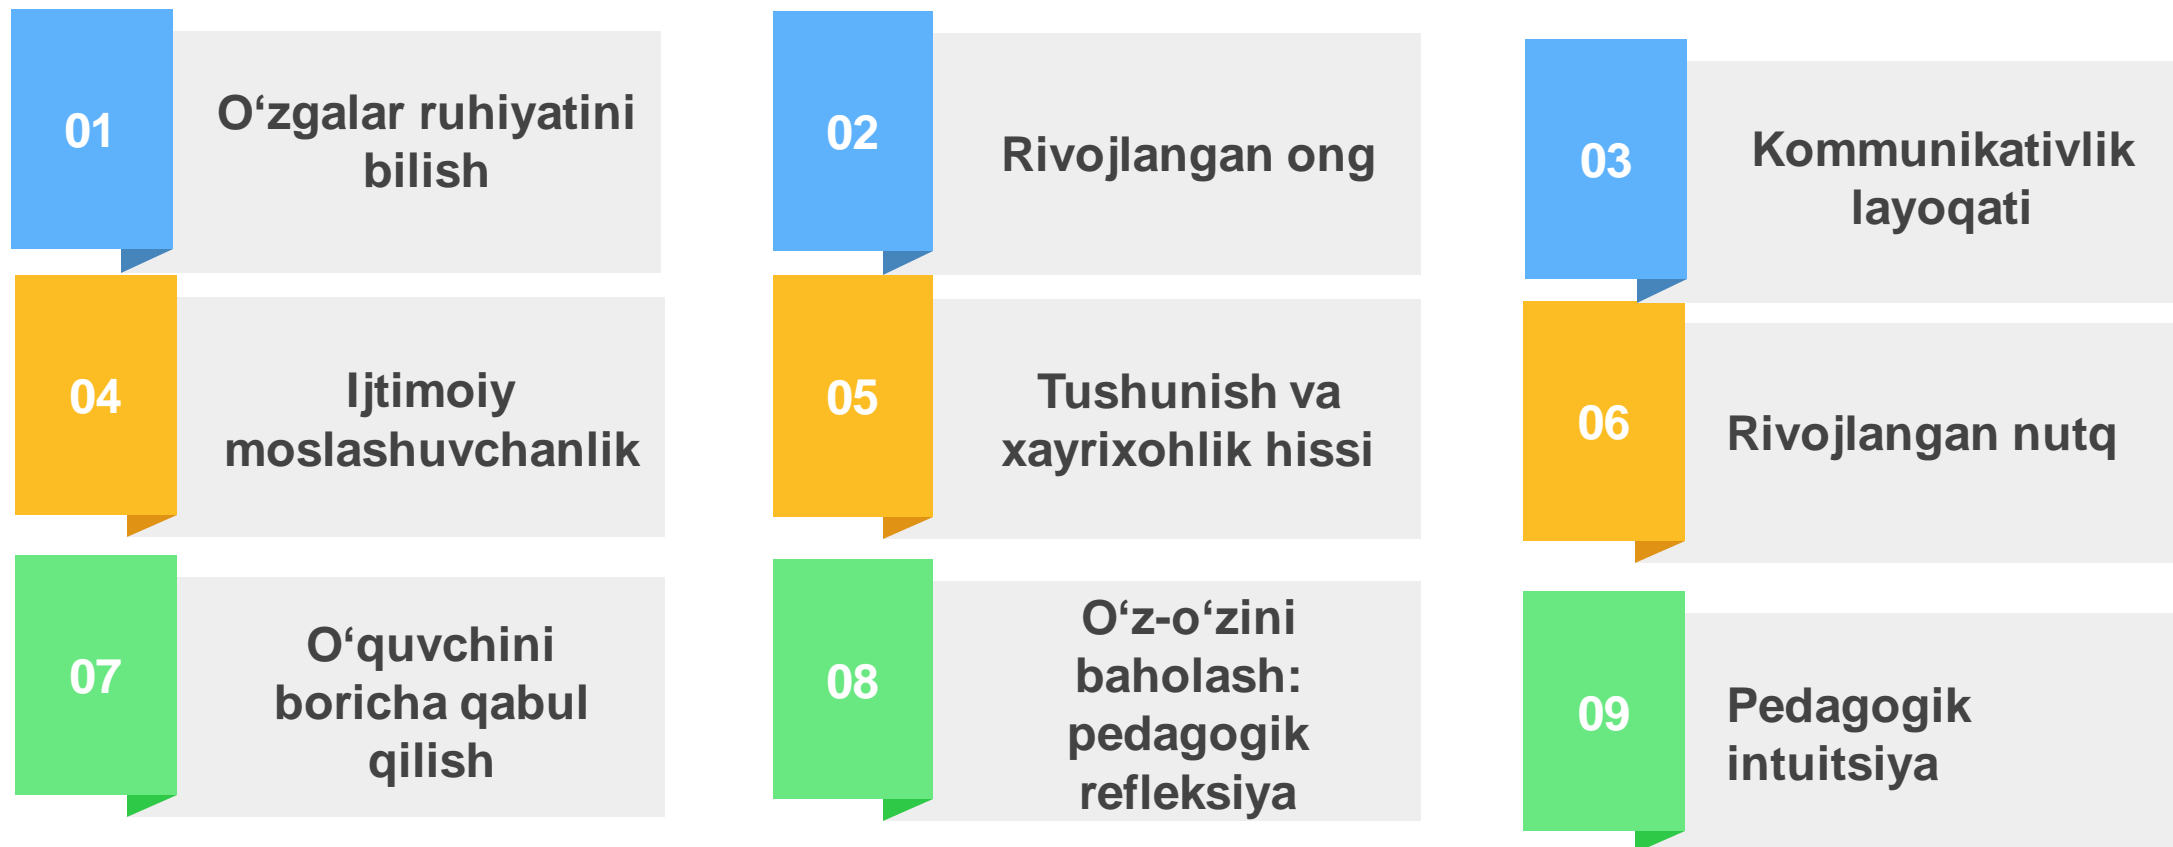 01
O‘zgalar ruhiyatini
bilish
02
Rivojlangan ong
03
Kommunikativlik
layoqati
04
Ijtimoiy
moslashuvchanlik
05
Tushunish va
xayrixohlik hissi
06
Rivojlangan nutq
07
O‘quvchini
boricha qabul
qilish
08
O‘z-o‘zini
baholash:
pedagogik
refleksiya
09
Pedagogik
intuitsiya